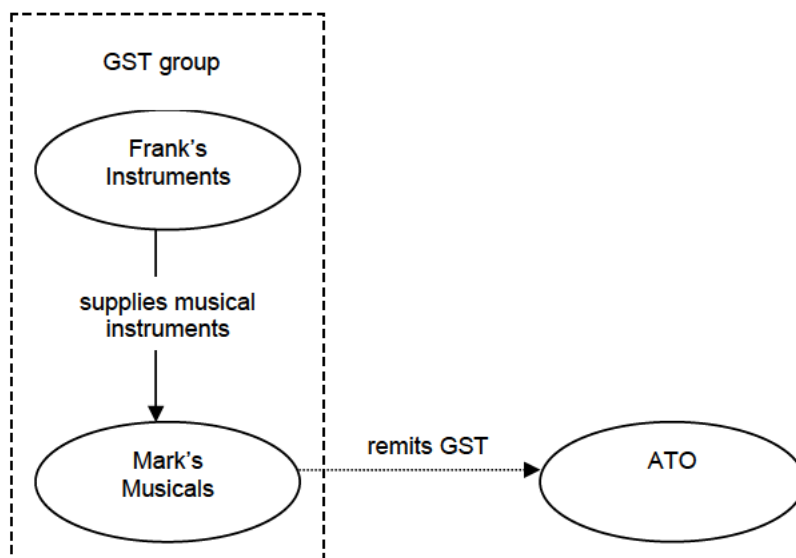 GST group
Frank's
Instruments
supplies musical
instruments
Mark's
Musicals
remits GST
ATO